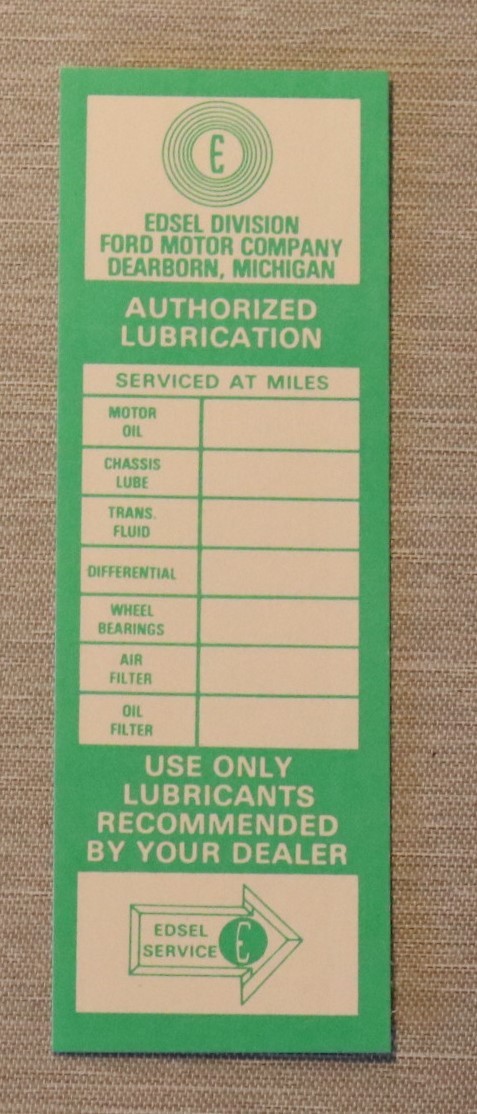 E
EDSEL DIVISION
FORD MOTOR COMPANY
DEARBORN, MICHIGAN
AUTHORIZED
LUBRICATION
SERVICED AT MILES
MOTOR
OIL
CHASSIS
LUBE
TRANS.
FLUID
DIFFERENTIAL
WHEEL
BEARINGS
AIR
FILTER
OIL
FILTER
USE ONLY
LUBRICANTS
RECOMMENDED
BY YOUR DEALER
EDSEL
SERVICE E